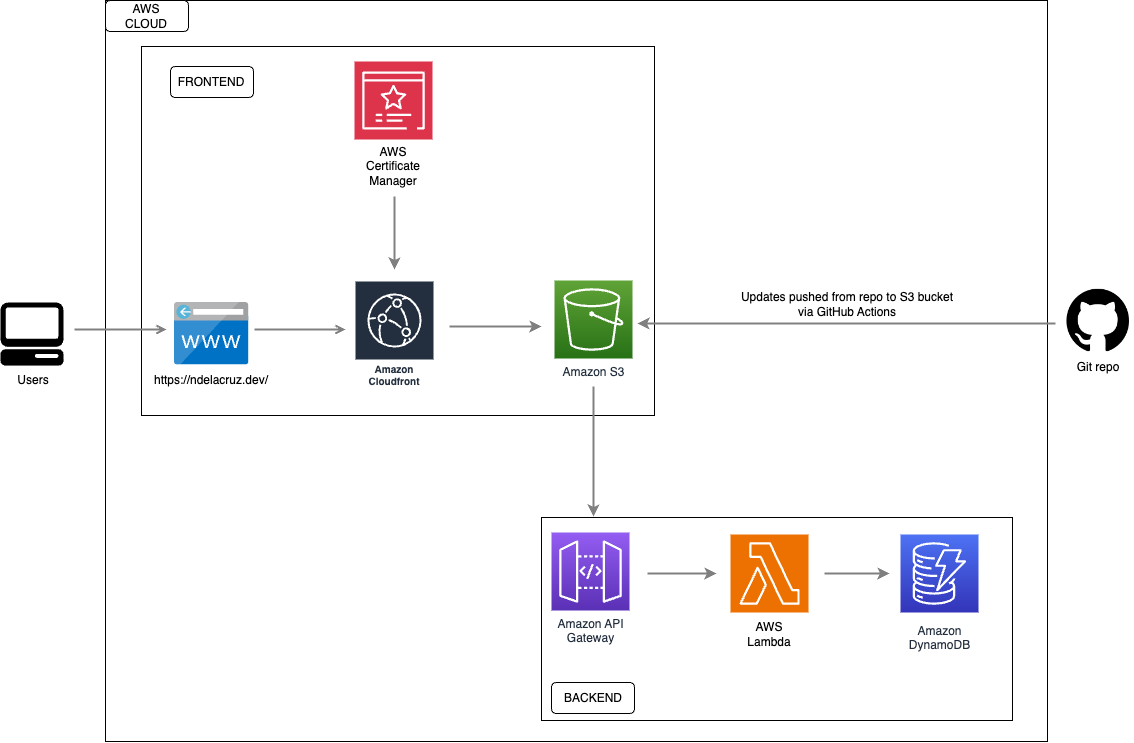 AWS
CLOUD
FRONTEND
AWS
Certificate
Manager
Users
WWW
https://ndelacruz.dev/
Amazon
Cloudfront
Amazon S3
Updates pushed from repo to S3 bucket
via GitHub Actions
Git repo
</>
Amazon API
Gateway
AWS
Lambda
Amazon
DynamoDB
BACKEND